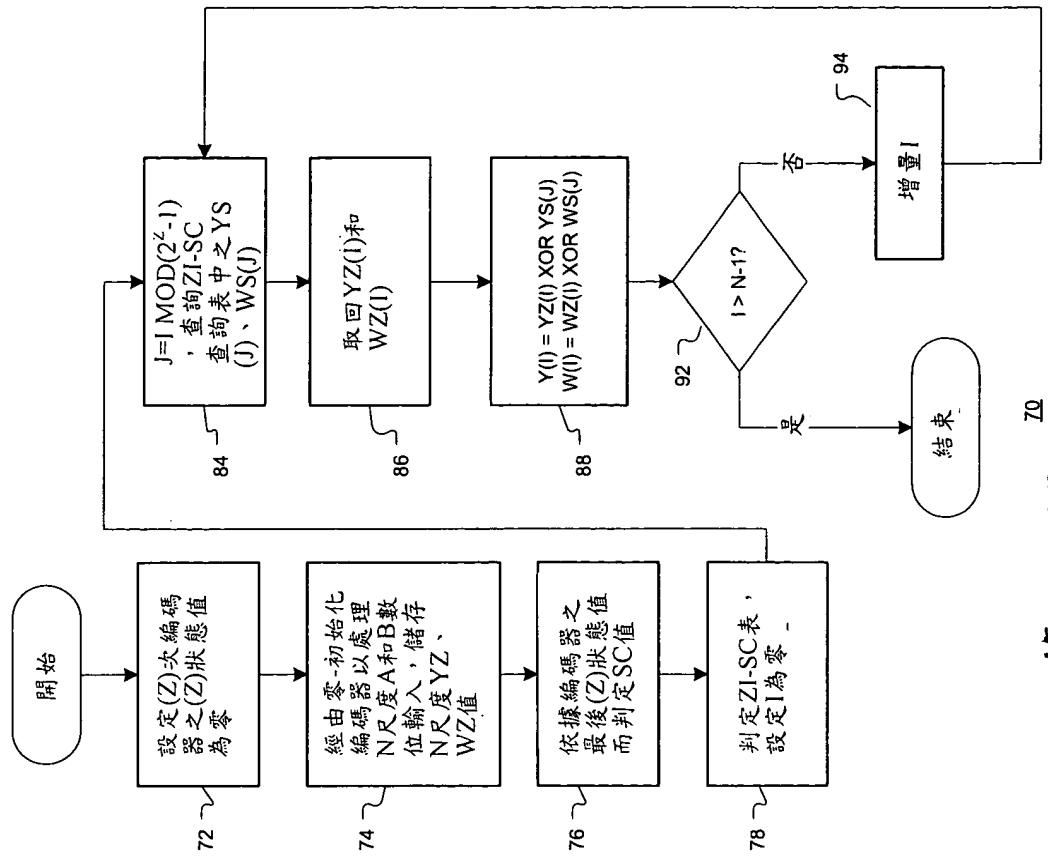 開始
設定(Z)次編碼
器之(Z)狀態值
為零
72
經由零-初始化
編碼器以處理
N尺度A和B數
位輸入，儲存
N尺度YZ、
WZ值
74
依據編碼器之
最後(Z)狀態值
而判定SC值
76
判定ZI-SC表，
設定I為零
78
J=I MOD(2^Z-1)
，查詢ZI-SC
查詢表中之YS
(J)、WS(J)
84
取回YZ(I)和
WZ(I)
86
Y(I) = YZ(I) XOR YS(J)
W(I) = WZ(I) XOR WS(J)
88
I > N-1?
92
否
是
增量I
94
結束
70